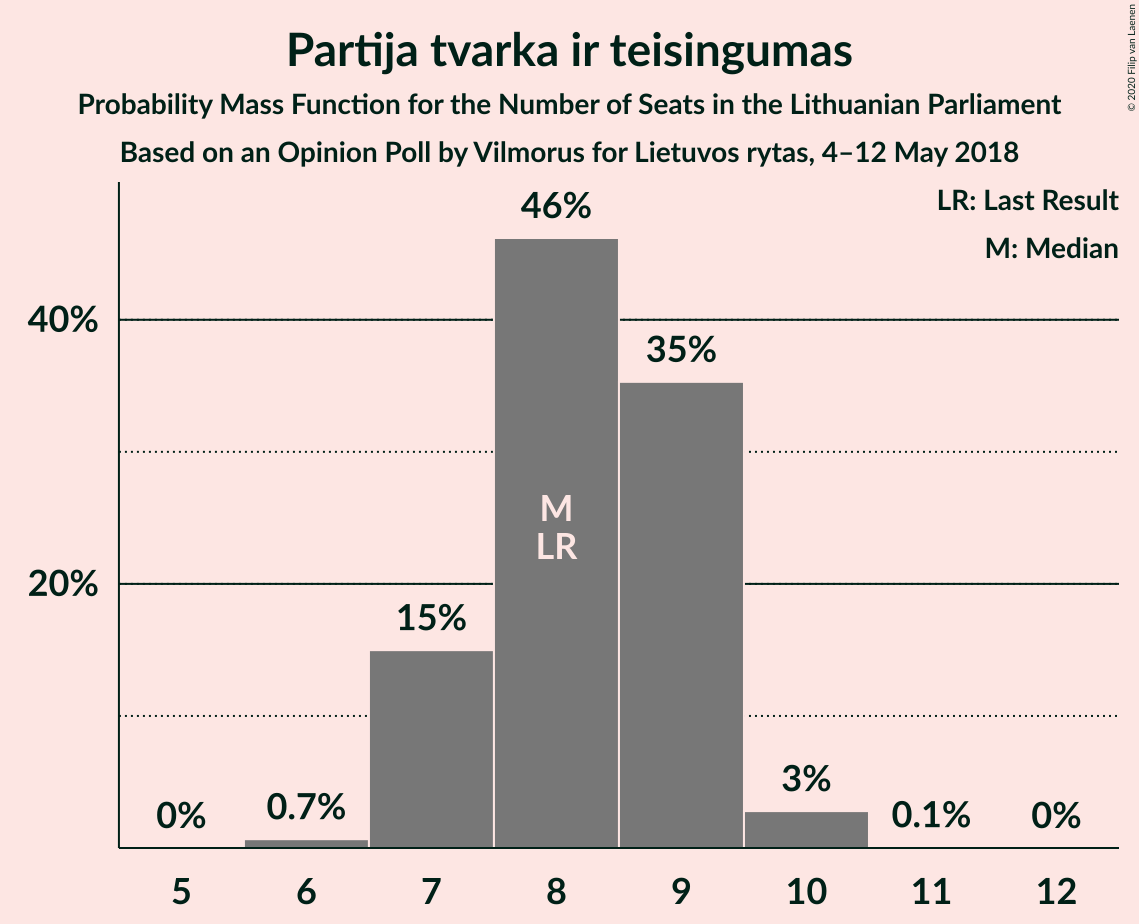 Partija tvarka ir teisingumas
Probability Mass Function for the Number of Seats in the Lithuanian Parliament
Based on an Opinion Poll by Vilmorus for Lietuvos rytas, 4–12 May 2018
© 2020 Filip van Laenen
LR: Last Result
M: Median
40%
20%
0%
0.7%
15%
46%
35%
3%
0.1%
0%
M
LR
5
6
7
8
9
10
11
12